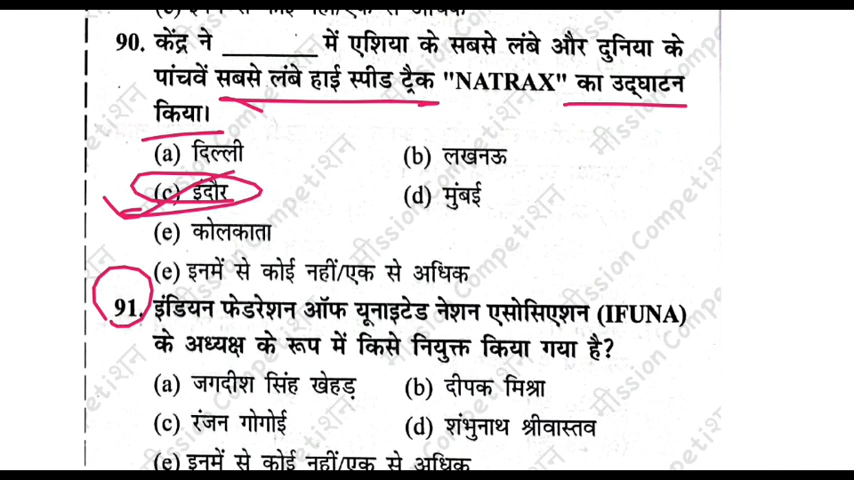 90. केंद्र ने ________ में एशिया के सबसे लंबे और दुनिया के
पांचवें सबसे लंबे हाई स्पीड ट्रैक "NATRAX" का उद्घाटन
किया।
(a) दिल्ली (b) लखनऊ
(c) इंदौर (d) मुंबई
(e) कोलकाता
(e) इनमें से कोई नहीं/एक से अधिक
91. इंडियन फेडरेशन ऑफ यूनाइटेड नेशन एसोसिएशन (IFUNA)
के अध्यक्ष के रूप में किसे नियुक्त किया गया है?
(a) जगदीश सिंह खेहड़ (b) दीपक मिश्रा
(c) रंजन गोगोई (d) शंभुनाथ श्रीवास्तव
(e) इनमें से कोई नहीं/एक से अधिक